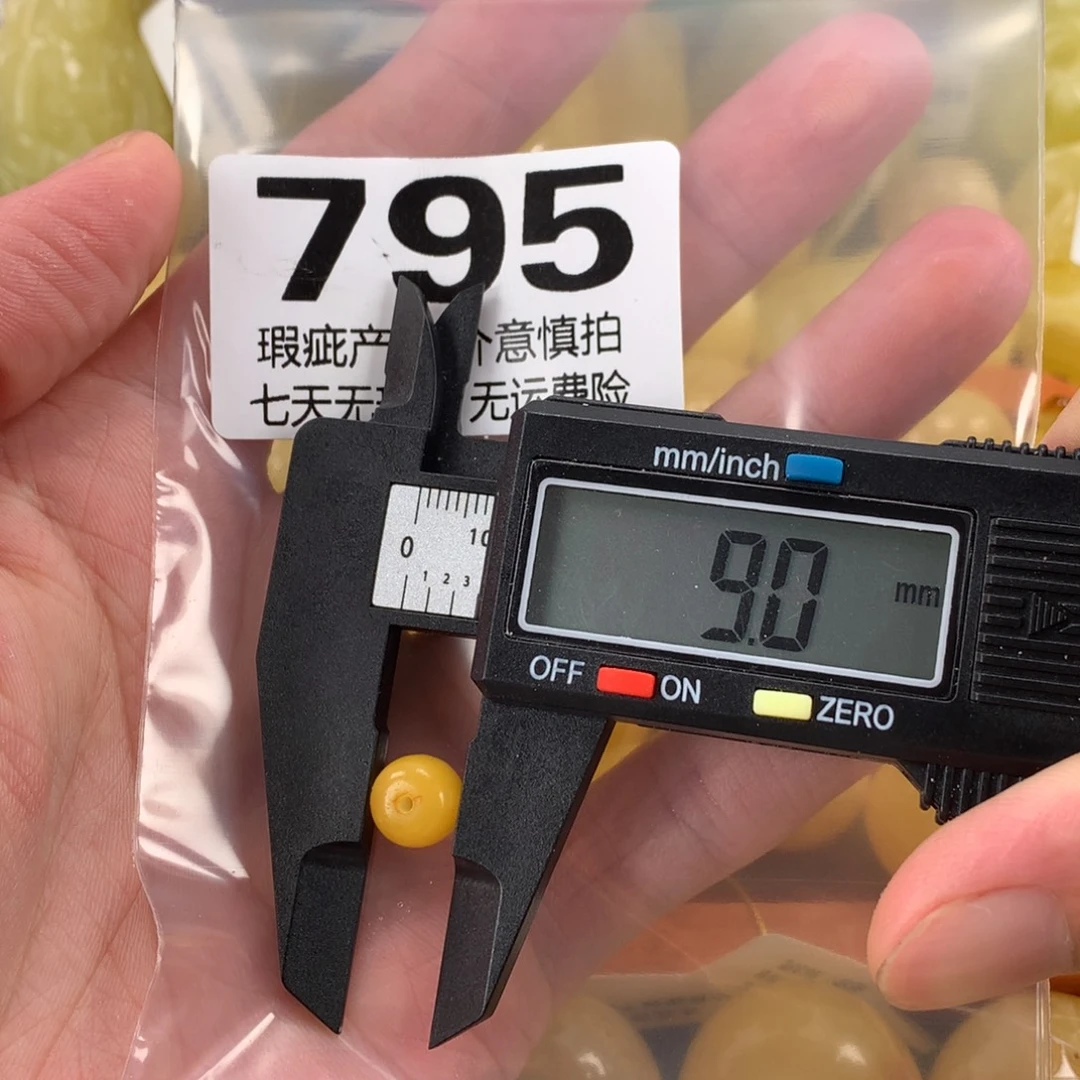 795
瑕疵产 介意慎拍
七天无 无运费险
mm/inch
0 10
1 2 3
9.0 mm
OFF ON ZERO